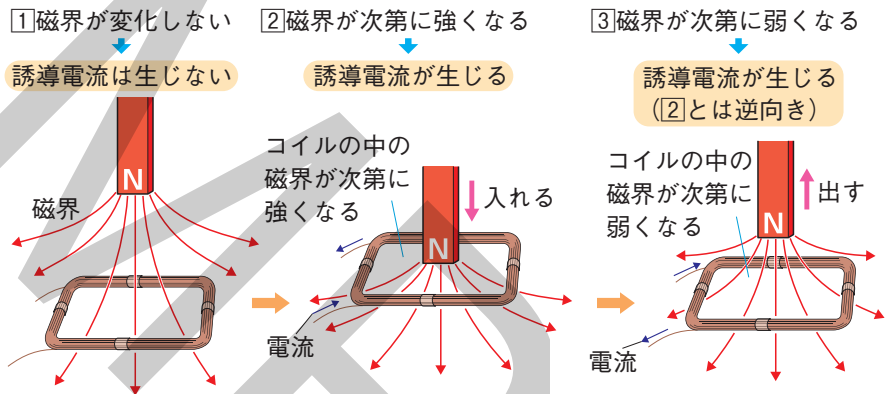 1磁界が変化しない
誘導電流は生じない
N
磁界
2磁界が次第に強くなる
誘導電流が生じる
コイルの中の
磁界が次第に
強くなる
N
入れる
電流
3磁界が次第に弱くなる
誘導電流が生じる
(2とは逆向き)
コイルの中の
磁界が次第に
弱くなる
N
出す
電流